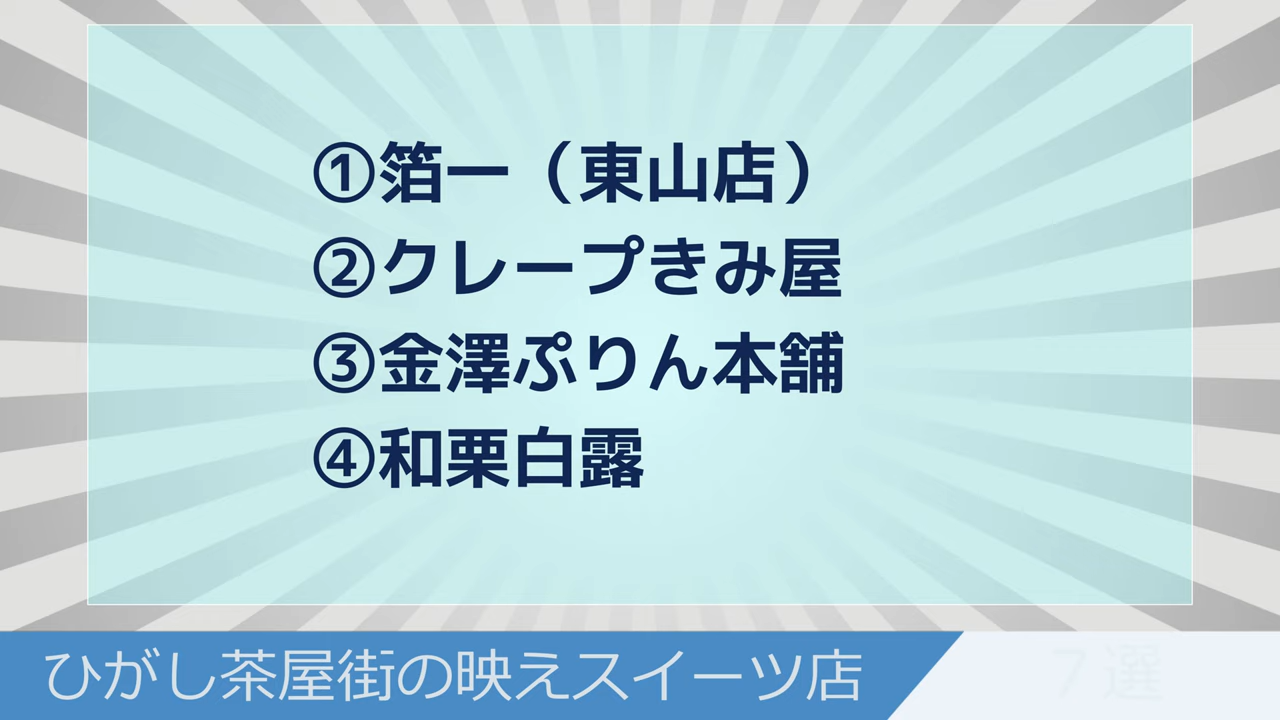 ①箔一（東山店）
②クレープきみ屋
③金澤ぷりん本舗
④和栗白露
ひがし茶屋街の映えスイーツ店
７選